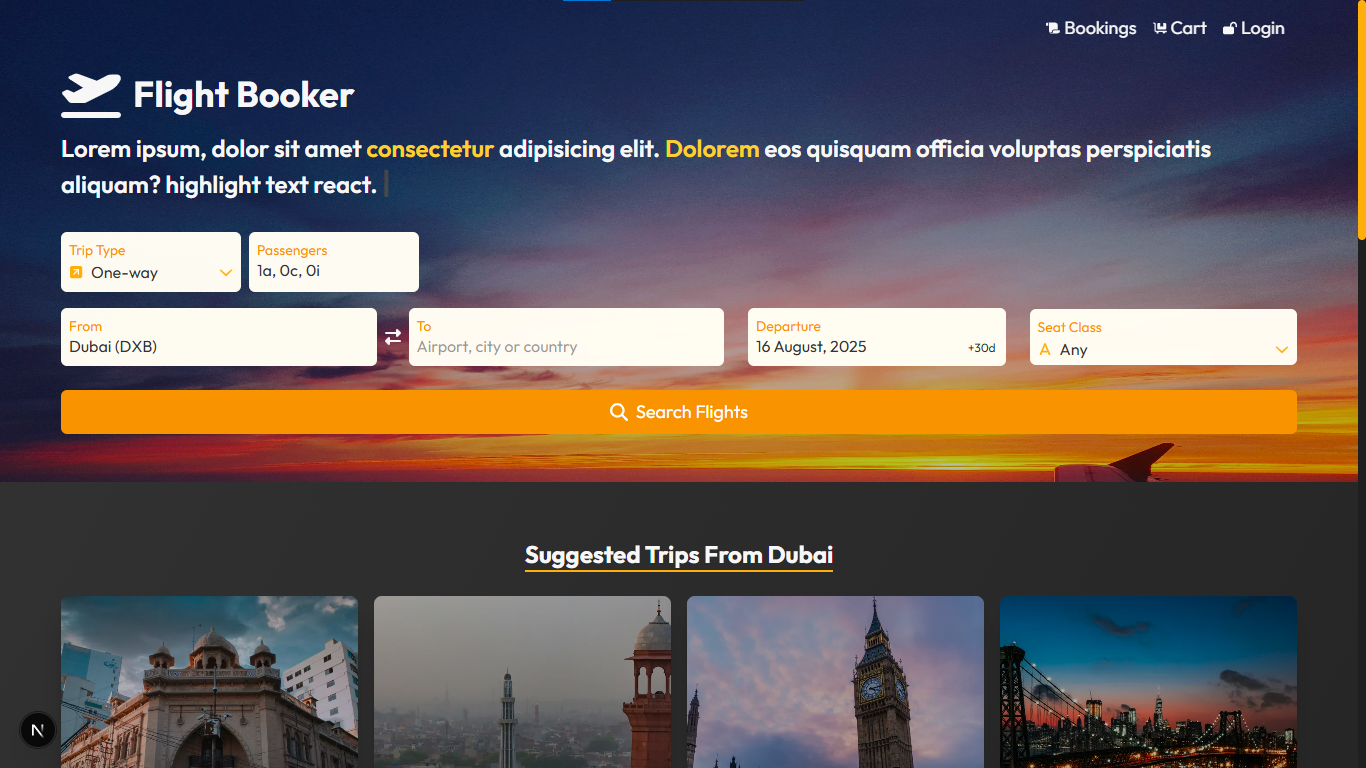 Bookings Cart Login
Flight Booker
Lorem ipsum, dolor sit amet consectetur adipisicing elit. Dolorem eos quisquam officia voluptas perspiciatis
aliquam? highlight text react.
Trip Type
One-way
Passengers
1a, 0c, 0i
From
Dubai (DXB)
To
Airport, city or country
Departure
16 August, 2025 +30d
Seat Class
Any
Search Flights
Suggested Trips From Dubai
N